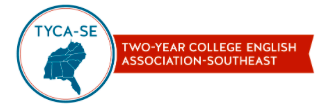 TYCA-SE
TWO-YEAR COLLEGE ENGLISH
ASSOCIATION-SOUTHEAST